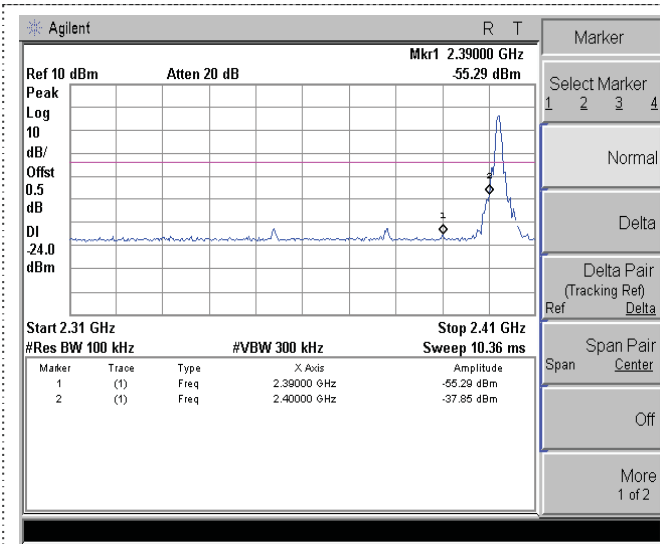 Agilent R T
Mkr1 2.39000 GHz
Ref 10 dBm Atten 20 dB -55.29 dBm
Peak
Log
10
dB/
Offst
0.5
dB
DI
-24.0
dBm
1
2
Start 2.31 GHz Stop 2.41 GHz
#Res BW 100 kHz #VBW 300 kHz Sweep 10.36 ms
Marker Trace Type X Axis Amplitude
1 (1) Freq 2.39000 GHz -55.29 dBm
2 (1) Freq 2.40000 GHz -37.85 dBm
Marker
Select Marker
1 2 3 4
Normal
Delta
Delta Pair
(Tracking Ref)
Ref Delta
Span Pair
Span Center
Off
More
1 of 2